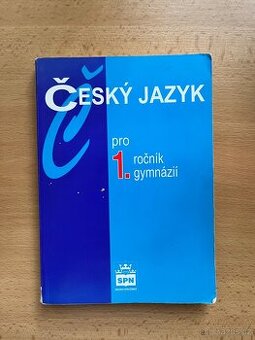 ČESKÝ JAZYK
pro
1. ročník
gymnázií
SPN